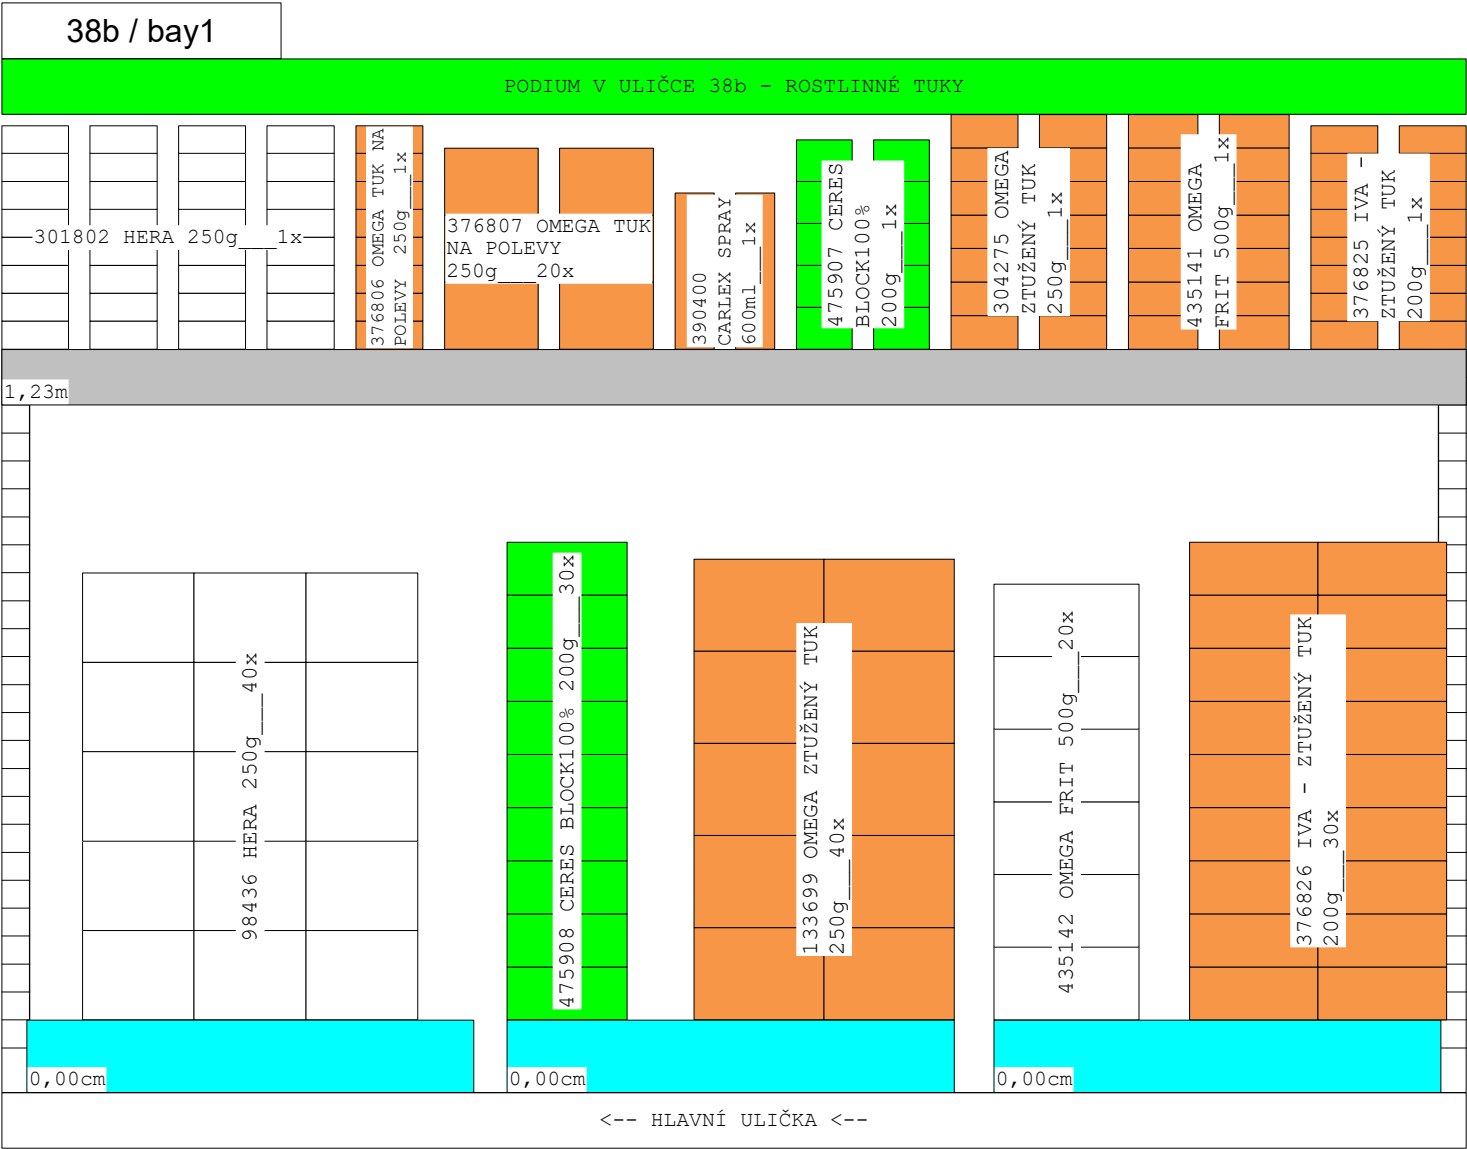 38b / bay1
PODIUM V ULIČCE 38b - ROSTLINNÉ TUKY
301802 HERA 250g___1x
376806 OMEGA TUK NA
POLEVY  250g___1x
376807 OMEGA TUK
NA POLEVY
250g___20x
390400
CARLEX SPRAY
600ml___1x
475907 CERES
BLOCK100%
200g___1x
304275 OMEGA
ZTUŽENÝ TUK
250g___1x
435141 OMEGA
FRIT 500g___1x
376825 IVA -
ZTUŽENÝ TUK
200g___1x
1,23m
98436 HERA 250g___40x
475908 CERES BLOCK100% 200g___30x
133699 OMEGA ZTUŽENÝ TUK
250g___40x
435142 OMEGA FRIT 500g___20x
376826 IVA - ZTUŽENÝ TUK
200g___30x
0,00cm
0,00cm
0,00cm
<-- HLAVNÍ ULIČKA <--